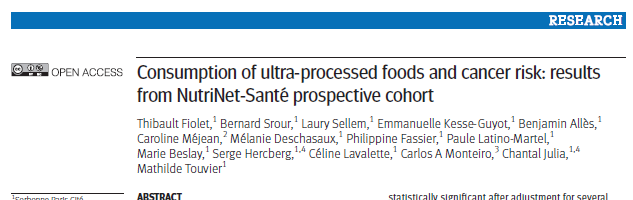 RESEARCH
OPEN ACCESS
Consumption of ultra-processed foods and cancer risk: results
from NutriNet-Santé prospective cohort
Thibault Fiolet,1 Bernard Srour,1 Laury Sellem,1 Emmanuelle Kesse-Guyot,1 Benjamin Allès,1
Caroline Méjean,2 Mélanie Deschasaux,1 Philippine Fassier,1 Paule Latino-Martel,1
Marie Beslay,1 Serge Hercberg,1,4 Céline Lavalette,1 Carlos A Monteiro,3 Chantal Julia,1,4
Mathilde Touvier1
1Sorbonne Paris Cité
ABSTRACT
statistically significant after adjustment for several